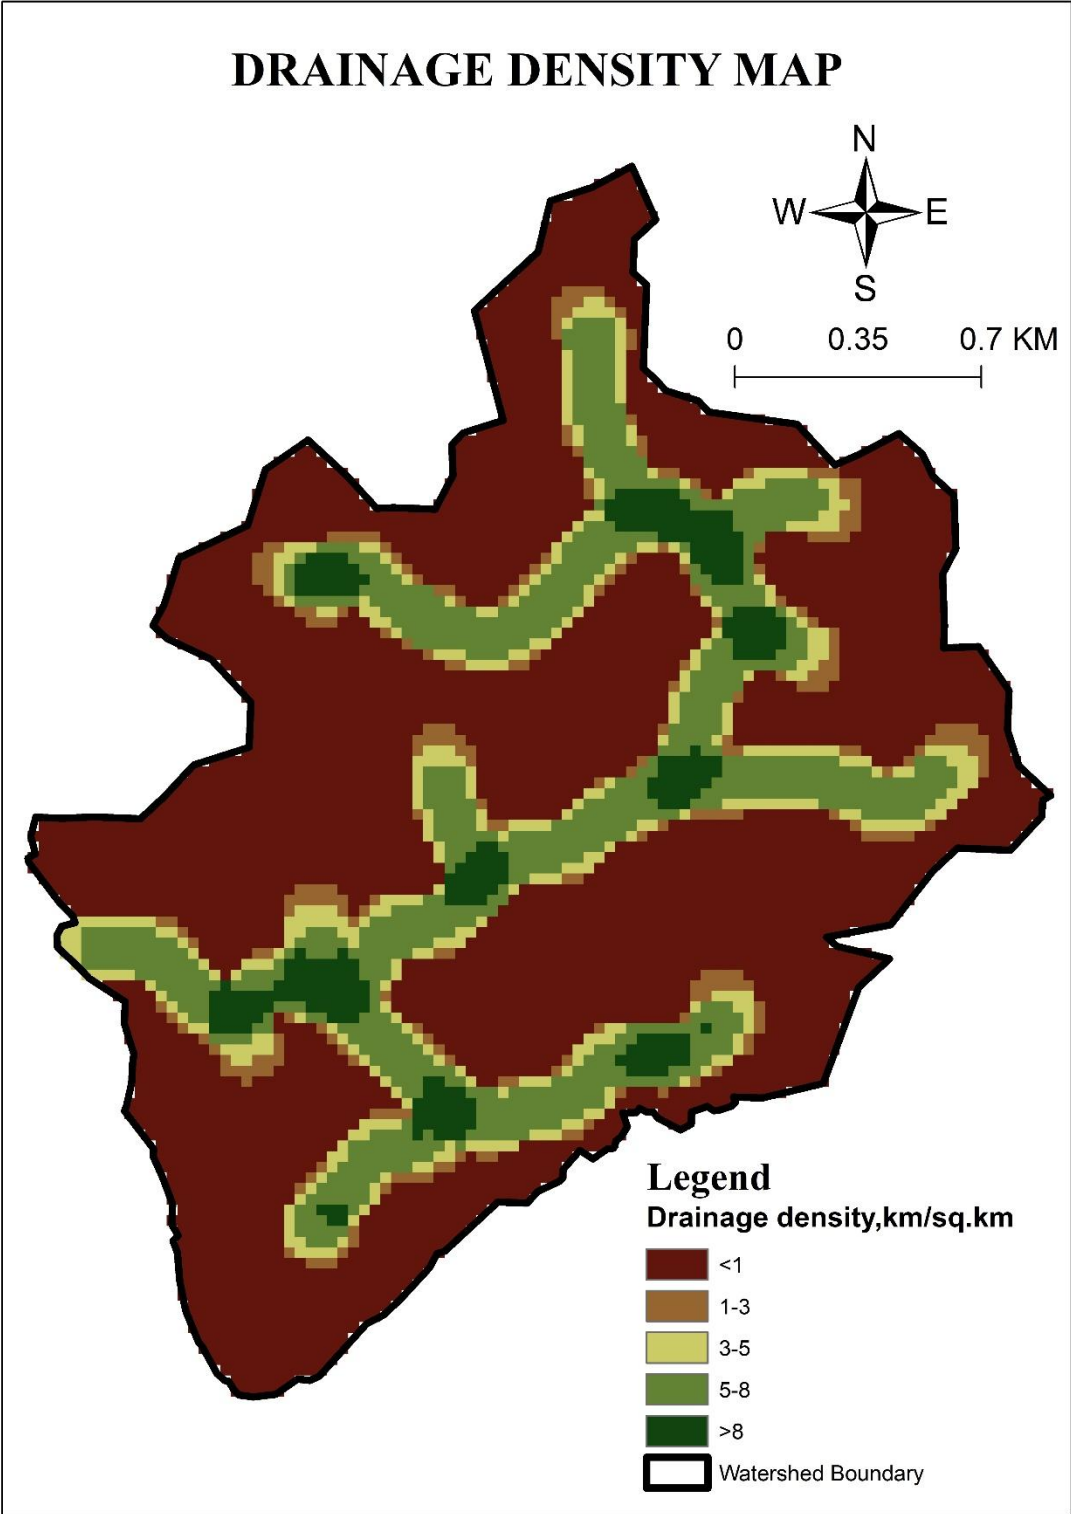 DRAINAGE DENSITY MAP
N
W E
S
0 0.35 0.7 KM
Legend
Drainage density,km/sq.km
<1
1-3
3-5
5-8
>8
Watershed Boundary